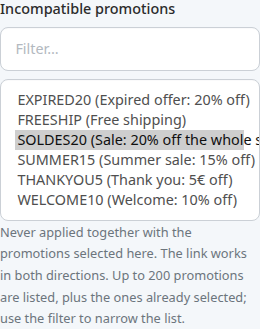 Incompatible promotions
Filter...
EXPIRED20 (Expired offer: 20% off)
FREESHIP (Free shipping)
SOLDES20 (Sale: 20% off the whole s
SUMMER15 (Summer sale: 15% off)
THANKYOU5 (Thank you: 5€ off)
WELCOME10 (Welcome: 10% off)
Never applied together with the
promotions selected here. The link works
in both directions. Up to 200 promotions
are listed, plus the ones already selected;
use the filter to narrow the list.